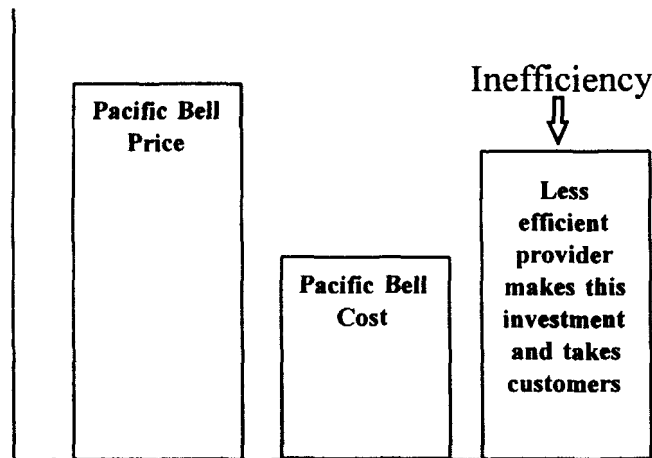 Pacific Bell
Price
Pacific Bell
Cost
Inefficiency
Less
efficient
provider
makes this
investment
and takes
customers